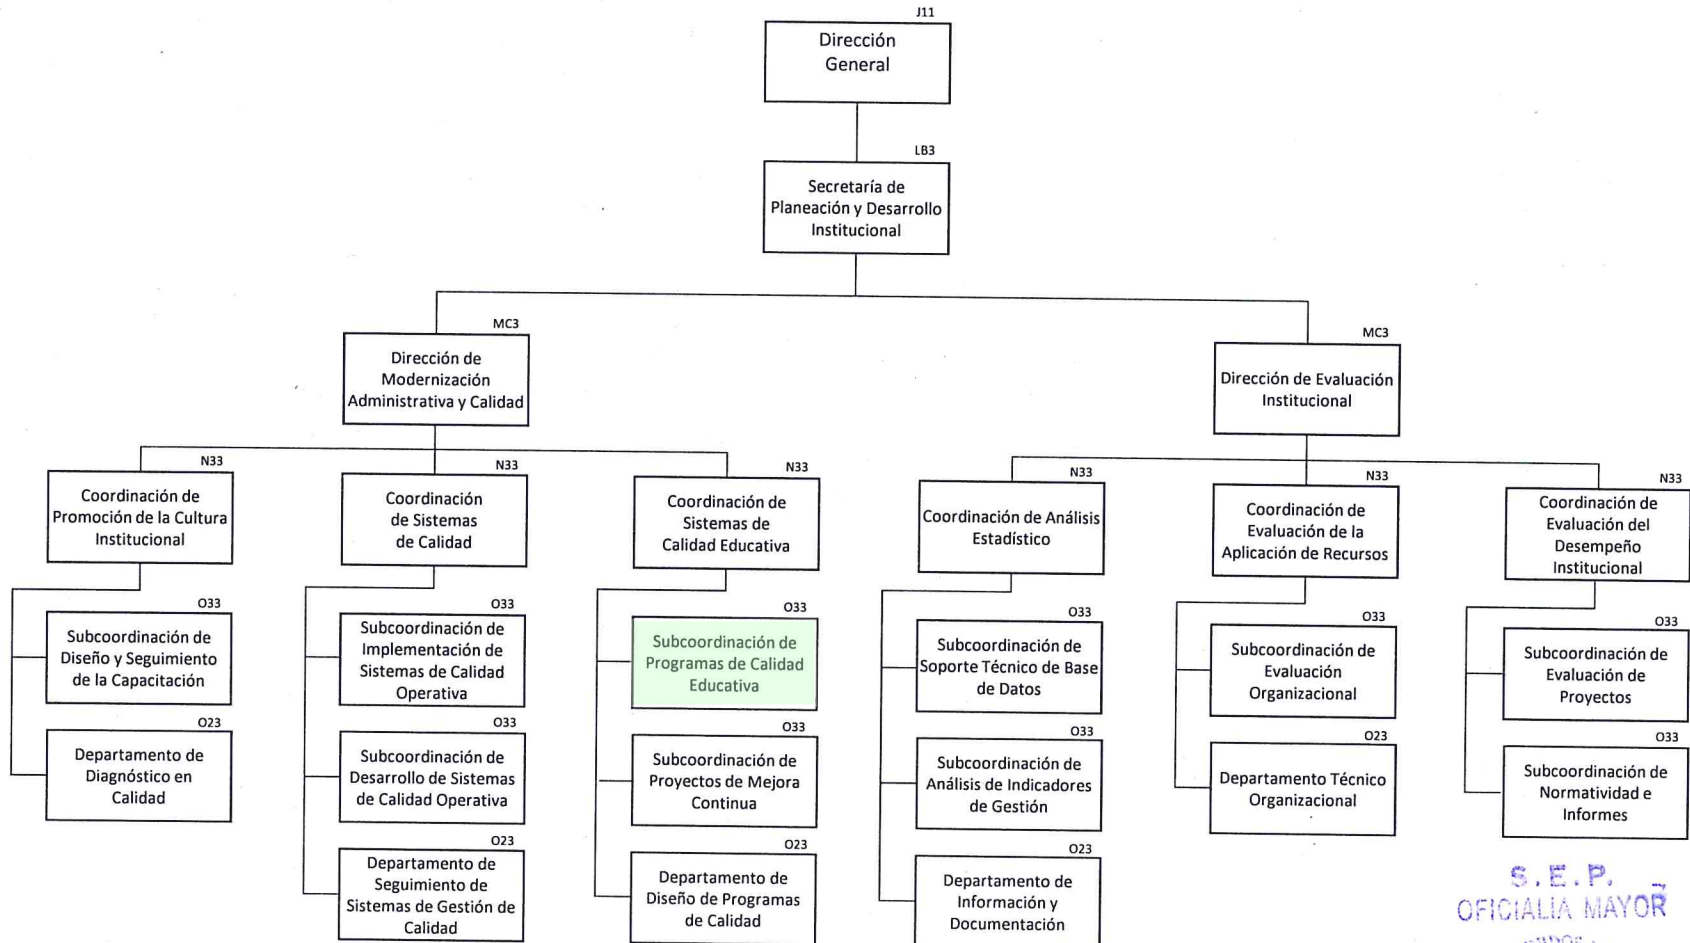 J11
Dirección
General
LB3
Secretaría de
Planeación y Desarrollo
Institucional
MC3
Dirección de
Modernización
Administrativa y Calidad
MC3
Dirección de Evaluación
Institucional
N33
Coordinación de
Promoción de la Cultura
Institucional
N33
Coordinación
de Sistemas
de Calidad
N33
Coordinación de
Sistemas de
Calidad Educativa
N33
Coordinación de Análisis
Estadístico
N33
Coordinación de
Evaluación de la
Aplicación de Recursos
N33
Coordinación de
Evaluación del
Desempeño
Institucional
O33
Subcoordinación de
Diseño y Seguimiento
de la Capacitación
O33
Subcoordinación de
Implementación de
Sistemas de Calidad
Operativa
O33
Subcoordinación de
Programas de Calidad
Educativa
O33
Subcoordinación de
Soporte Técnico de Base
de Datos
O33
Subcoordinación de
Evaluación
Organizacional
O33
Subcoordinación de
Evaluación de
Proyectos
O23
Departamento de
Diagnóstico en
Calidad
O33
Subcoordinación de
Desarrollo de Sistemas
de Calidad Operativa
O33
Subcoordinación de
Proyectos de Mejora
Continua
O33
Subcoordinación de
Análisis de Indicadores
de Gestión
O23
Departamento Técnico
Organizacional
O33
Subcoordinación de
Normatividad e
Informes
O23
Departamento de
Seguimiento de
Sistemas de Gestión de
Calidad
O23
Departamento de
Diseño de Programas
de Calidad
O23
Departamento de
Información y
Documentación
S.E.P.
OFICIALIA MAYOR